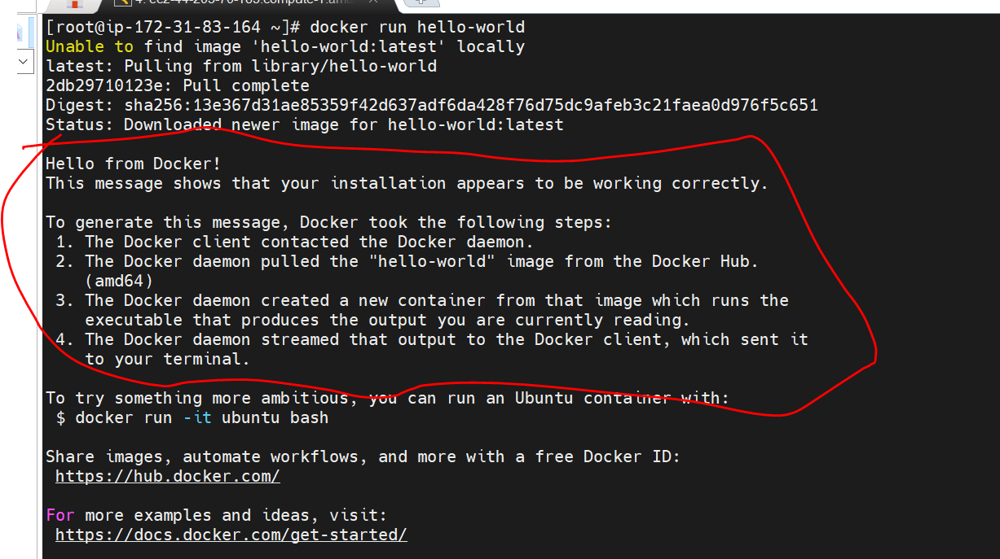 [root@ip-172-31-83-164 ~]# docker run hello-world
Unable to find image 'hello-world:latest' locally
latest: Pulling from library/hello-world
2db29710123e: Pull complete
Digest: sha256:13e367d31ae85359f42d637adf6da428f76d75dc9afeb3c21faea0d976f5c651
Status: Downloaded newer image for hello-world:latest
Hello from Docker!
This message shows that your installation appears to be working correctly.
To generate this message, Docker took the following steps:
1. The Docker client contacted the Docker daemon.
2. The Docker daemon pulled the "hello-world" image from the Docker Hub.
(amd64)
3. The Docker daemon created a new container from that image which runs the
executable that produces the output you are currently reading.
4. The Docker daemon streamed that output to the Docker client, which sent it
to your terminal.
To try something more ambitious, you can run an Ubuntu container with:
$ docker run -it ubuntu bash
Share images, automate workflows, and more with a free Docker ID:
https://hub.docker.com/
For more examples and ideas, visit:
https://docs.docker.com/get-started/